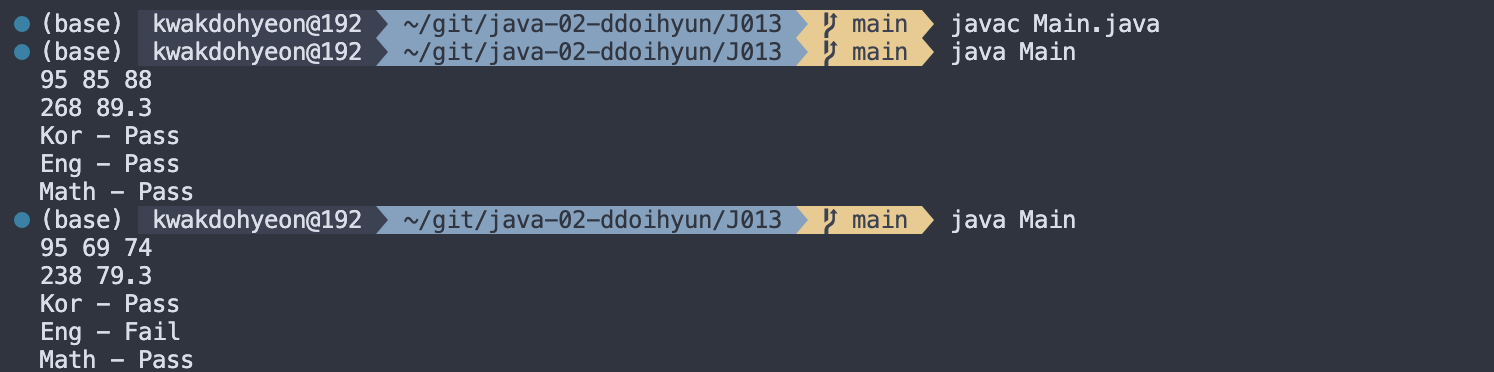 (base) kwakdohyeon@192 ~/git/java-02-ddoihyun/J013 main javac Main.java
(base) kwakdohyeon@192 ~/git/java-02-ddoihyun/J013 main java Main
95 85 88
268 89.3
Kor - Pass
Eng - Pass
Math - Pass
(base) kwakdohyeon@192 ~/git/java-02-ddoihyun/J013 main java Main
95 69 74
238 79.3
Kor - Pass
Eng - Fail
Math - Pass